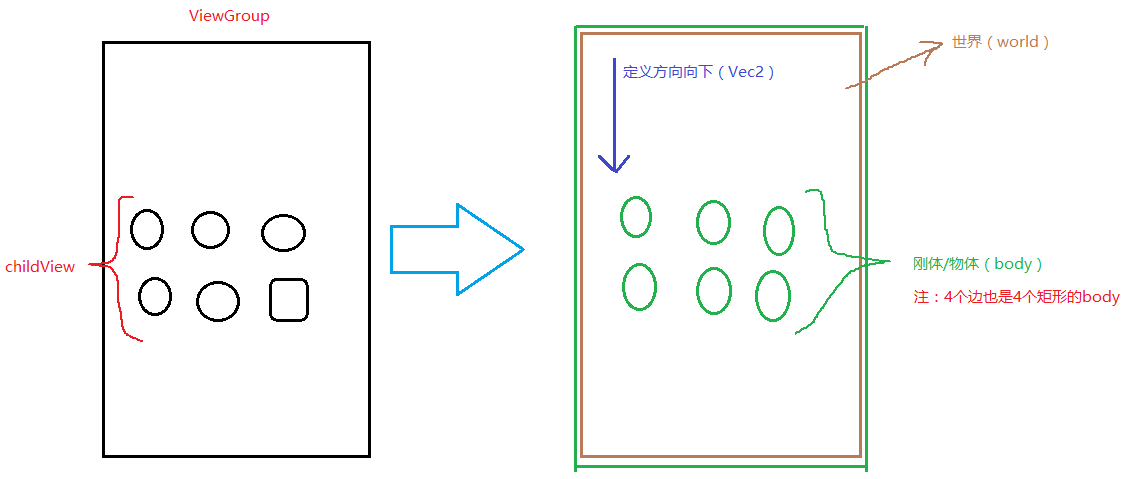 ViewGroup
世界（world）
定义方向向下（Vec2）
childView
刚体/物体（body）
注：4个边也是4个矩形的body